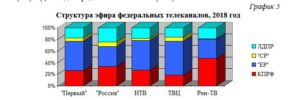 График 5
Структура эфира федеральных телеканалов, 2018 год
100%
80%
60%
40%
20%
0%
"Первый"
"Россия"
НТВ
ТВЦ
Рен-ТВ
ЛДПР
"СР"
"ЕР"
КПРФ